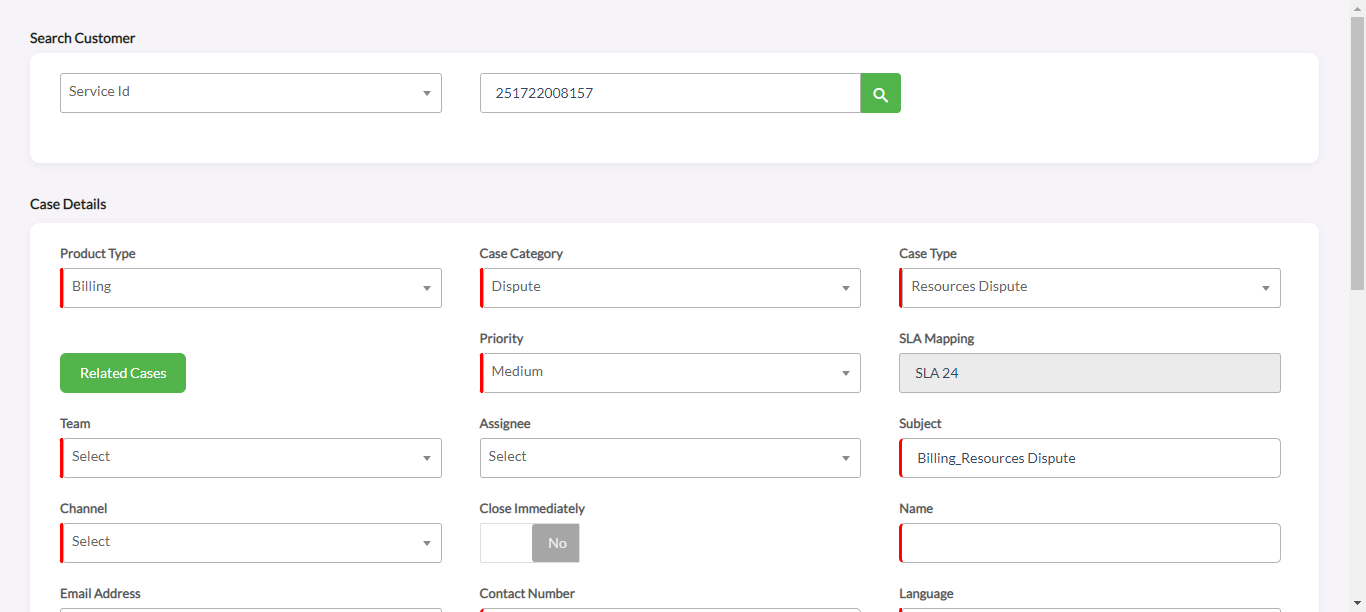 Search Customer
Service Id
251722008157
Case Details
Product Type
Case Category
Case Type
Billing
Dispute
Resources Dispute
Priority
SLA Mapping
Related Cases
Medium
SLA 24
Team
Assignee
Subject
Select
Select
Billing_Resources Dispute
Channel
Close Immediately
Name
Select
No
Email Address
Contact Number
Language